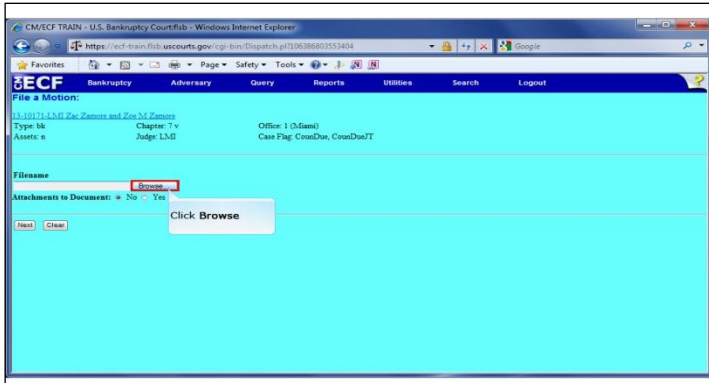 CM/ECF TRAIN - U.S. Bankruptcy Court:flsb - Windows Internet Explorer
https://ecf-train.flsb.uscourts.gov/cgi-bin/Dispatch.pl?106386803553404
Google
Favorites Page Safety Tools
ECF Bankruptcy Adversary Query Reports Utilities Search Logout ?
File a Motion:
13-10171-LMI Zac Zamore and Zoe M Zamore
Type: bk Chapter: 7 v Office: 1 (Miami)
Assets: n Judge: LMI Case Flag: CounDue, CounDueJT
Filename
Browse...
Attachments to Document: No Yes
Click Browse
Next Clear